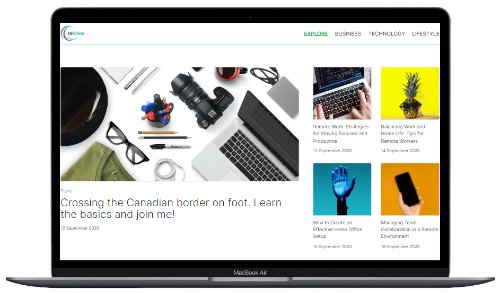 EXPLORE BUSINESS TECHNOLOGY LIFESTYLE
Travel
Crossing the Canadian border on foot. Learn
the basics and join me!
12 September 2020
Remote Work: Strategies
for Staying Focused and
Productive
13 September 2020
Balancing Work and
Home Life: Tips for
Remote Workers
14 September 2020
How to Create an
Effective Home Office
Setup
15 September 2020
Managing Team
Collaboration in a Remote
Environment
16 September 2020
MacBook Air